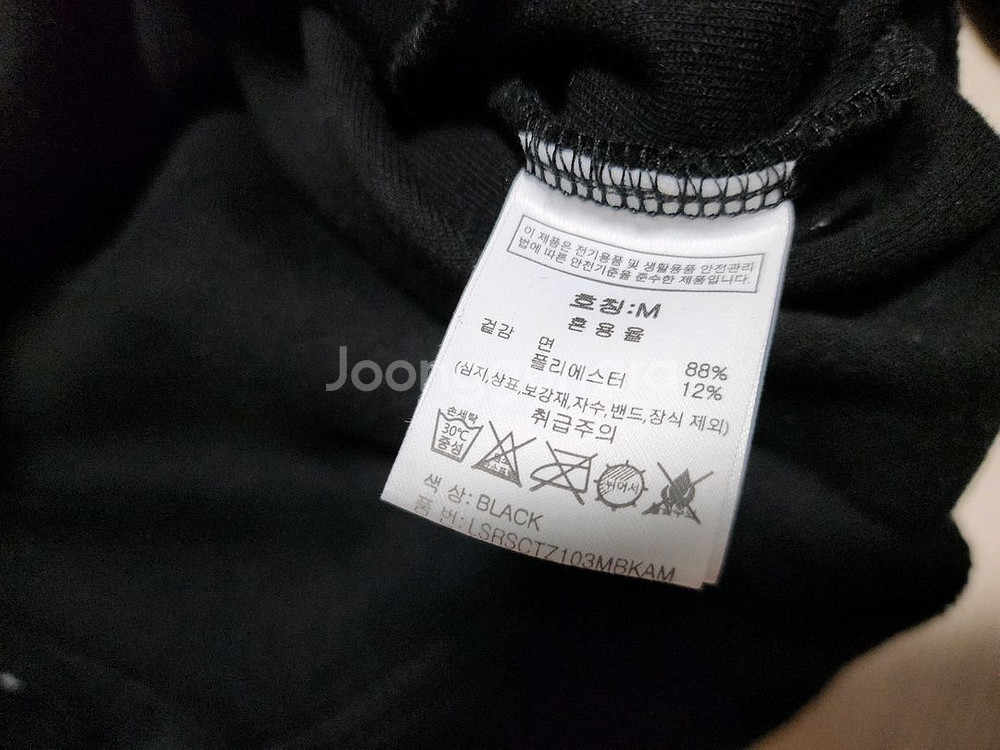 이 제품은 전기용품 및 생활용품 안전관리
법에 따른 안전기준을 준수한 제품입니다.
호칭:M
혼용율
겉감 면 88%
폴리에스터 12%
(심지,상표,보강재,자수,밴드,장식 제외)
취급주의
손세탁
30℃
중성
뉘어서
색 상: BLACK
품 번: LSRSCTZ103MBKAM